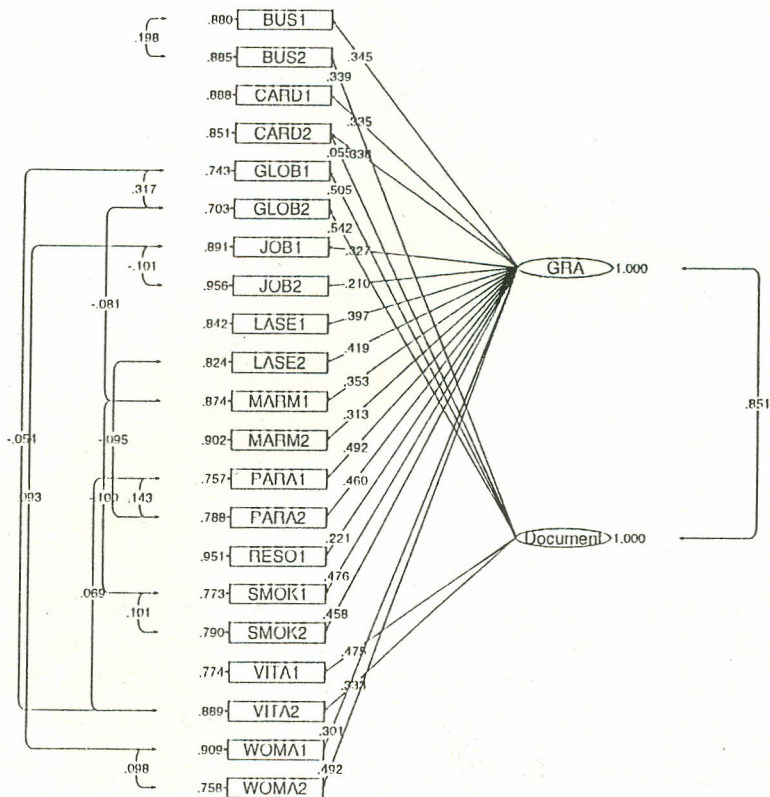 .880 BUS1
.198
.345
.885 BUS2
.339
.888 CARD1
.335
.851 CARD2
.055 .338
.743 GLOB1
.317
.505
.703 GLOB2
.542
.891 JOB1 .327
-.101
GRA 1.000
.956 JOB2 .210
-.081
.397
.842 LASE1
.419
.824 LASE2
.353
.874 MARM1
.851
.313
-.054 -.095
.902 MARM2
.492
.757 PARA1
.460
.093 -.100 .143
.788 PARA2
.221
Document 1.000
.951 RESO1
.476
.773 SMOK1
.069 .101
.458
.790 SMOK2
.475
.774 VITA1
.333
.889 VITA2
.301
.909 WOMA1
.098
.492
.758 WOMA2